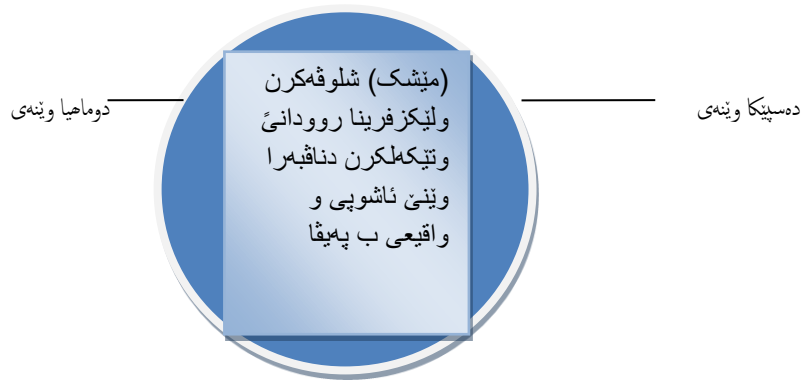 دەسپێکا وێنەی
(مێشک) شلوڤەکرن
ولێکزفرینا روودانێً
وتێکەلکرن دناڤبەرا
وێنێ ئاشوپی و
واقیعی ب پەیڤا
دوماهیا وێنەی